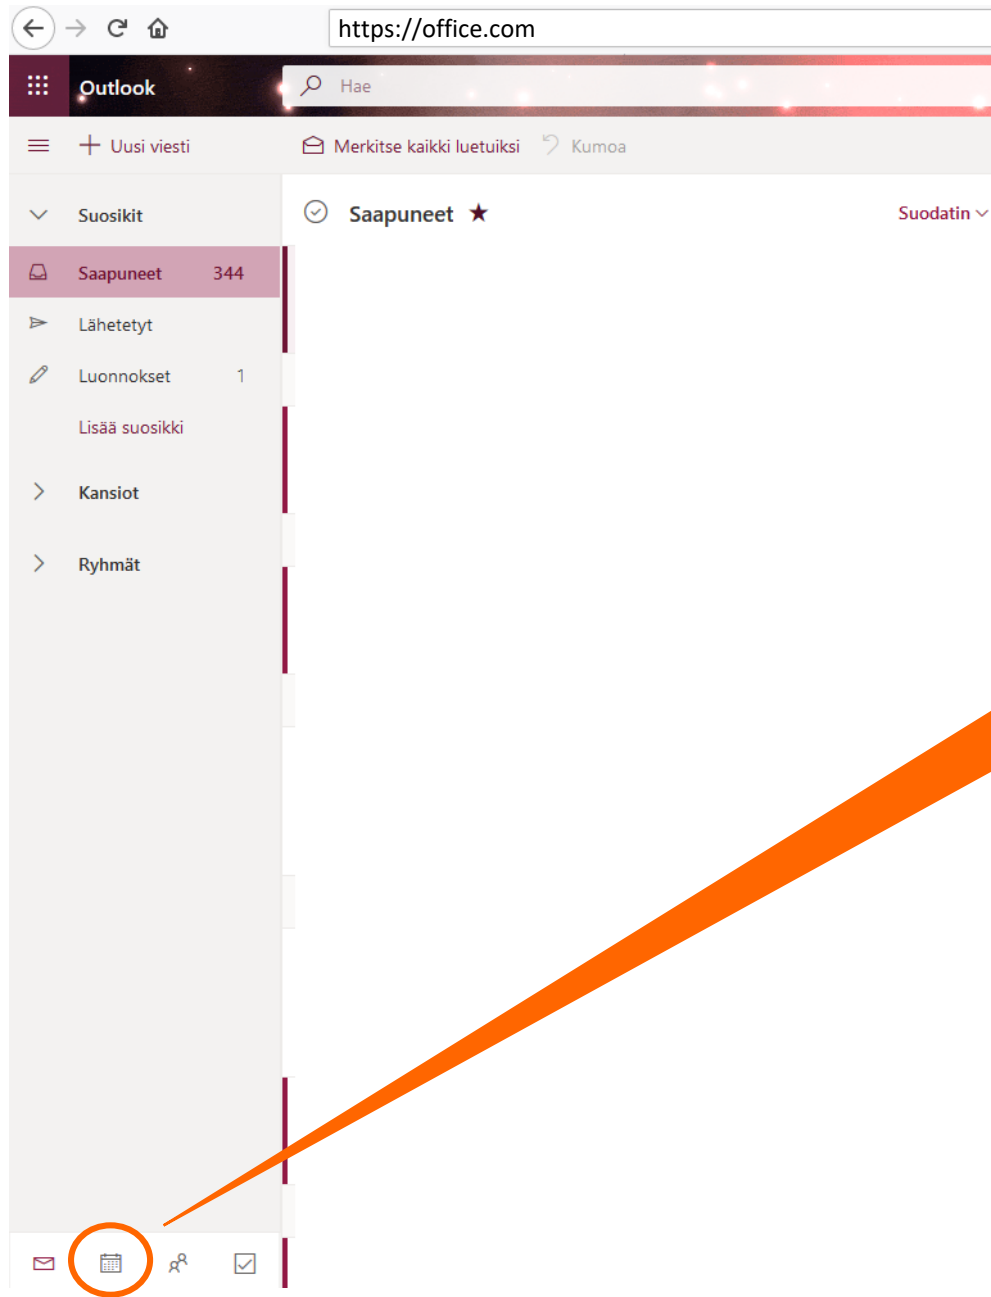 https://office.com
Outlook
Hae
Uusi viesti
Merkitse kaikki luetuiksi
Kumoa
Suosikit
Saapuneet
Suodatin
Saapuneet 344
Lähetetyt
Luonnokset 1
Lisää suosikki
Kansiot
Ryhmät